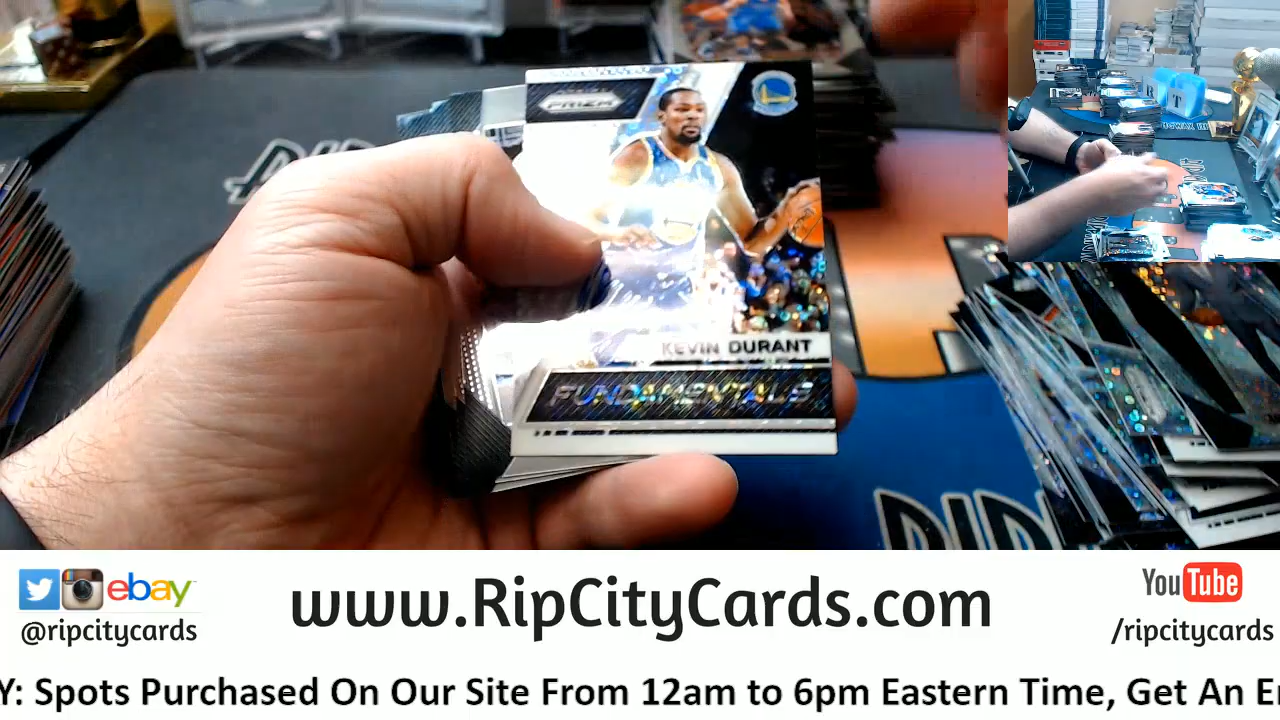 PRIZM
KEVIN DURANT
FUNDAMENTALS
ebay
@ripcitycards
www.RipCityCards.com
YouTube
/ripcitycards
Y: Spots Purchased On Our Site From 12am to 6pm Eastern Time, Get An E